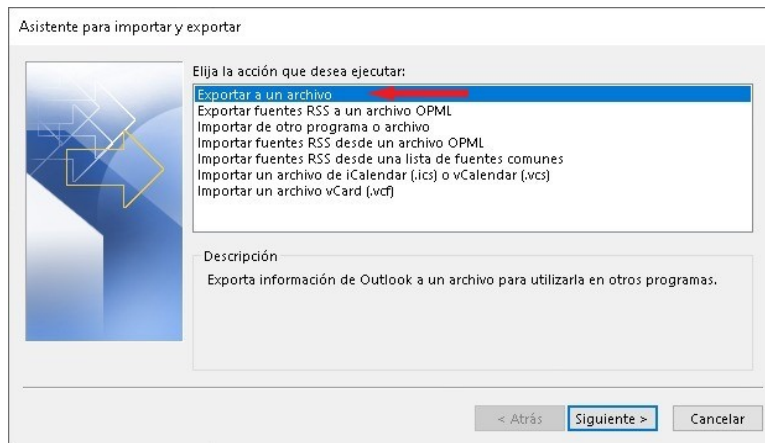 Asistente para importar y exportar
Elija la acción que desea ejecutar:
Exportar a un archivo
Exportar fuentes RSS a un archivo OPML
Importar de otro programa o archivo
Importar fuentes RSS desde un archivo OPML
Importar fuentes RSS desde una lista de fuentes comunes
Importar un archivo de iCalendar (.ics) o vCalendar (.vcs)
Importar un archivo vCard (.vcf)
Descripción
Exporta información de Outlook a un archivo para utilizarla en otros programas.
< Atrás Siguiente > Cancelar